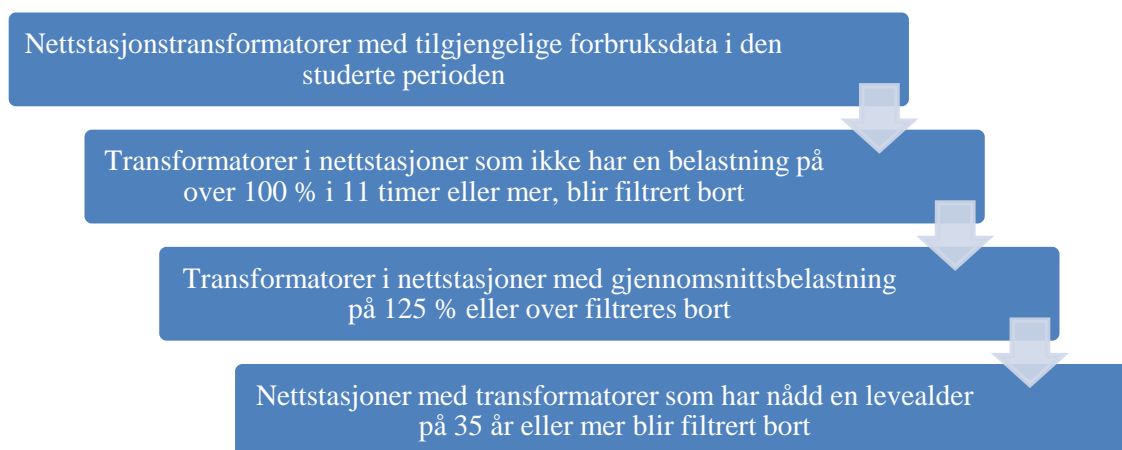 Nettstasjonstransformatorer med tilgjengelige forbruksdata i den
studerte perioden
Transformatorer i nettstasjoner som ikke har en belastning på
over 100 % i 11 timer eller mer, blir filtrert bort
Transformatorer i nettstasjoner med gjennomsnittsbelastning
på 125 % eller over filtreres bort
Nettstasjoner med transformatorer som har nådd en levealder
på 35 år eller mer blir filtrert bort